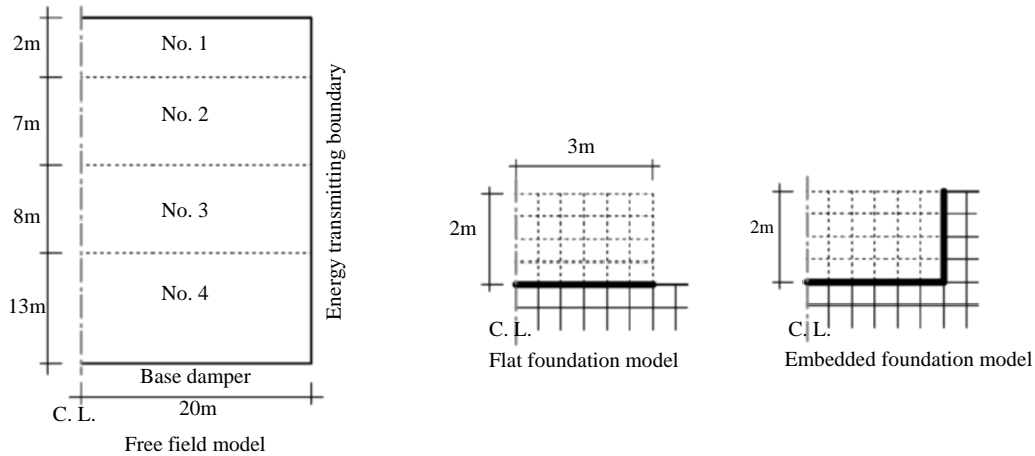 2m
No. 1
7m
No. 2
8m
No. 3
13m
No. 4
Energy transmitting boundary
Base damper
C. L.
20m
Free field model
3m
2m
C. L.
Flat foundation model
2m
C. L.
Embedded foundation model